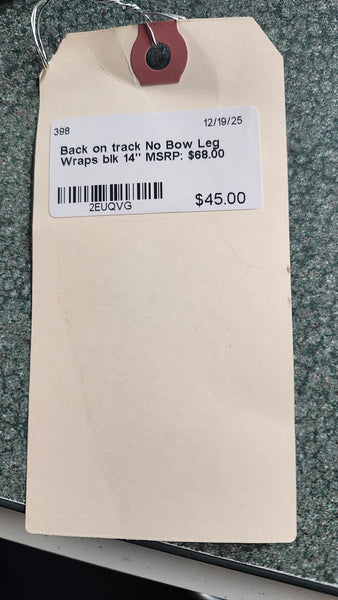 398 12/19/25
Back on track No Bow Leg
Wraps blk 14" MSRP: $68.00
2EUQVG $45.00